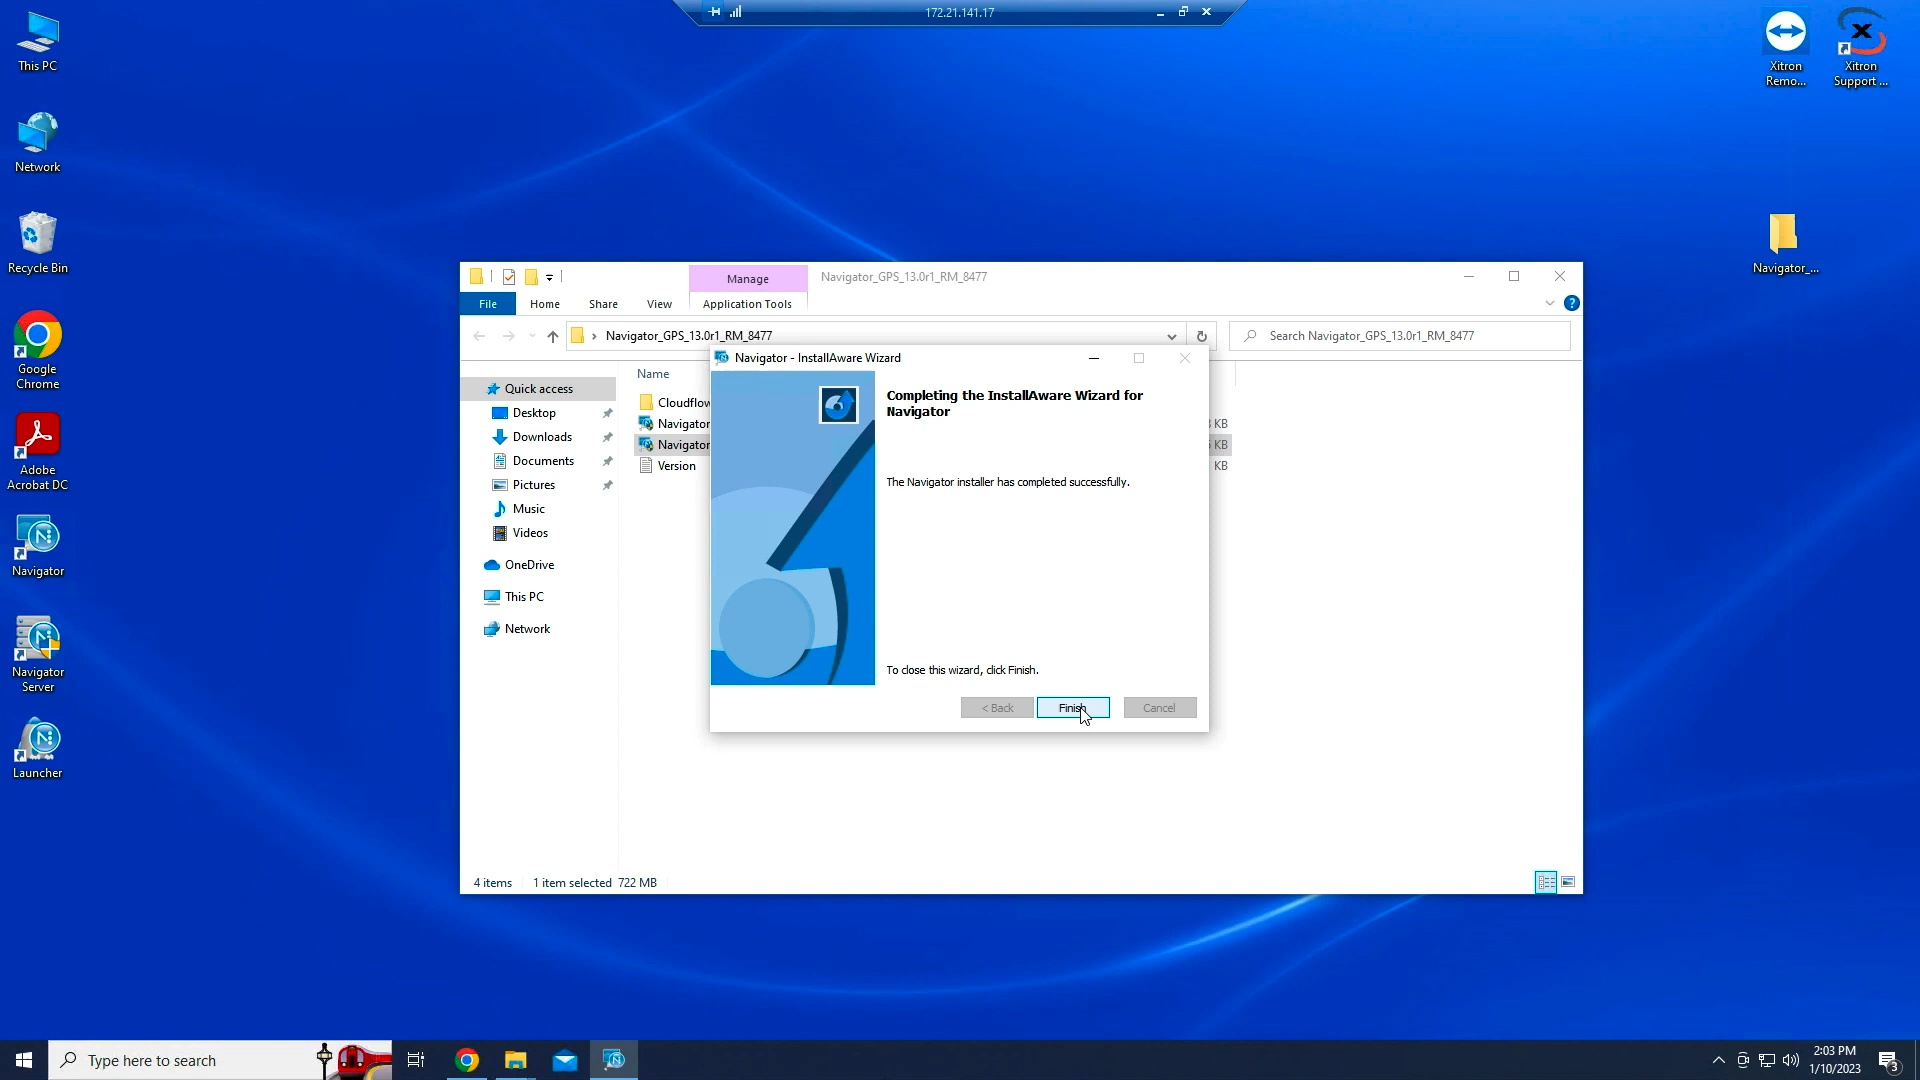 172.21.141.17
This PC
Network
Recycle Bin
Google
Chrome
Adobe
Acrobat DC
Navigator
Navigator
Server
Launcher
Xitron
Remo...
Xitron
Support ...
Navigator_...
Manage
Navigator_GPS_13.0r1_RM_8477
File
Home
Share
View
Application Tools
Navigator_GPS_13.0r1_RM_8477
Search Navigator_GPS_13.0r1_RM_8477
Quick access
Desktop
Downloads
Documents
Pictures
Music
Videos
OneDrive
This PC
Network
Name
Cloudflow
Navigator
KB
Navigator
KB
Version
KB
Navigator - InstallAware Wizard
Completing the InstallAware Wizard for
Navigator
The Navigator installer has completed successfully.
To close this wizard, click Finish.
< Back
Finish
Cancel
4 items
1 item selected 722 MB
Type here to search
2:03 PM
1/10/2023
3